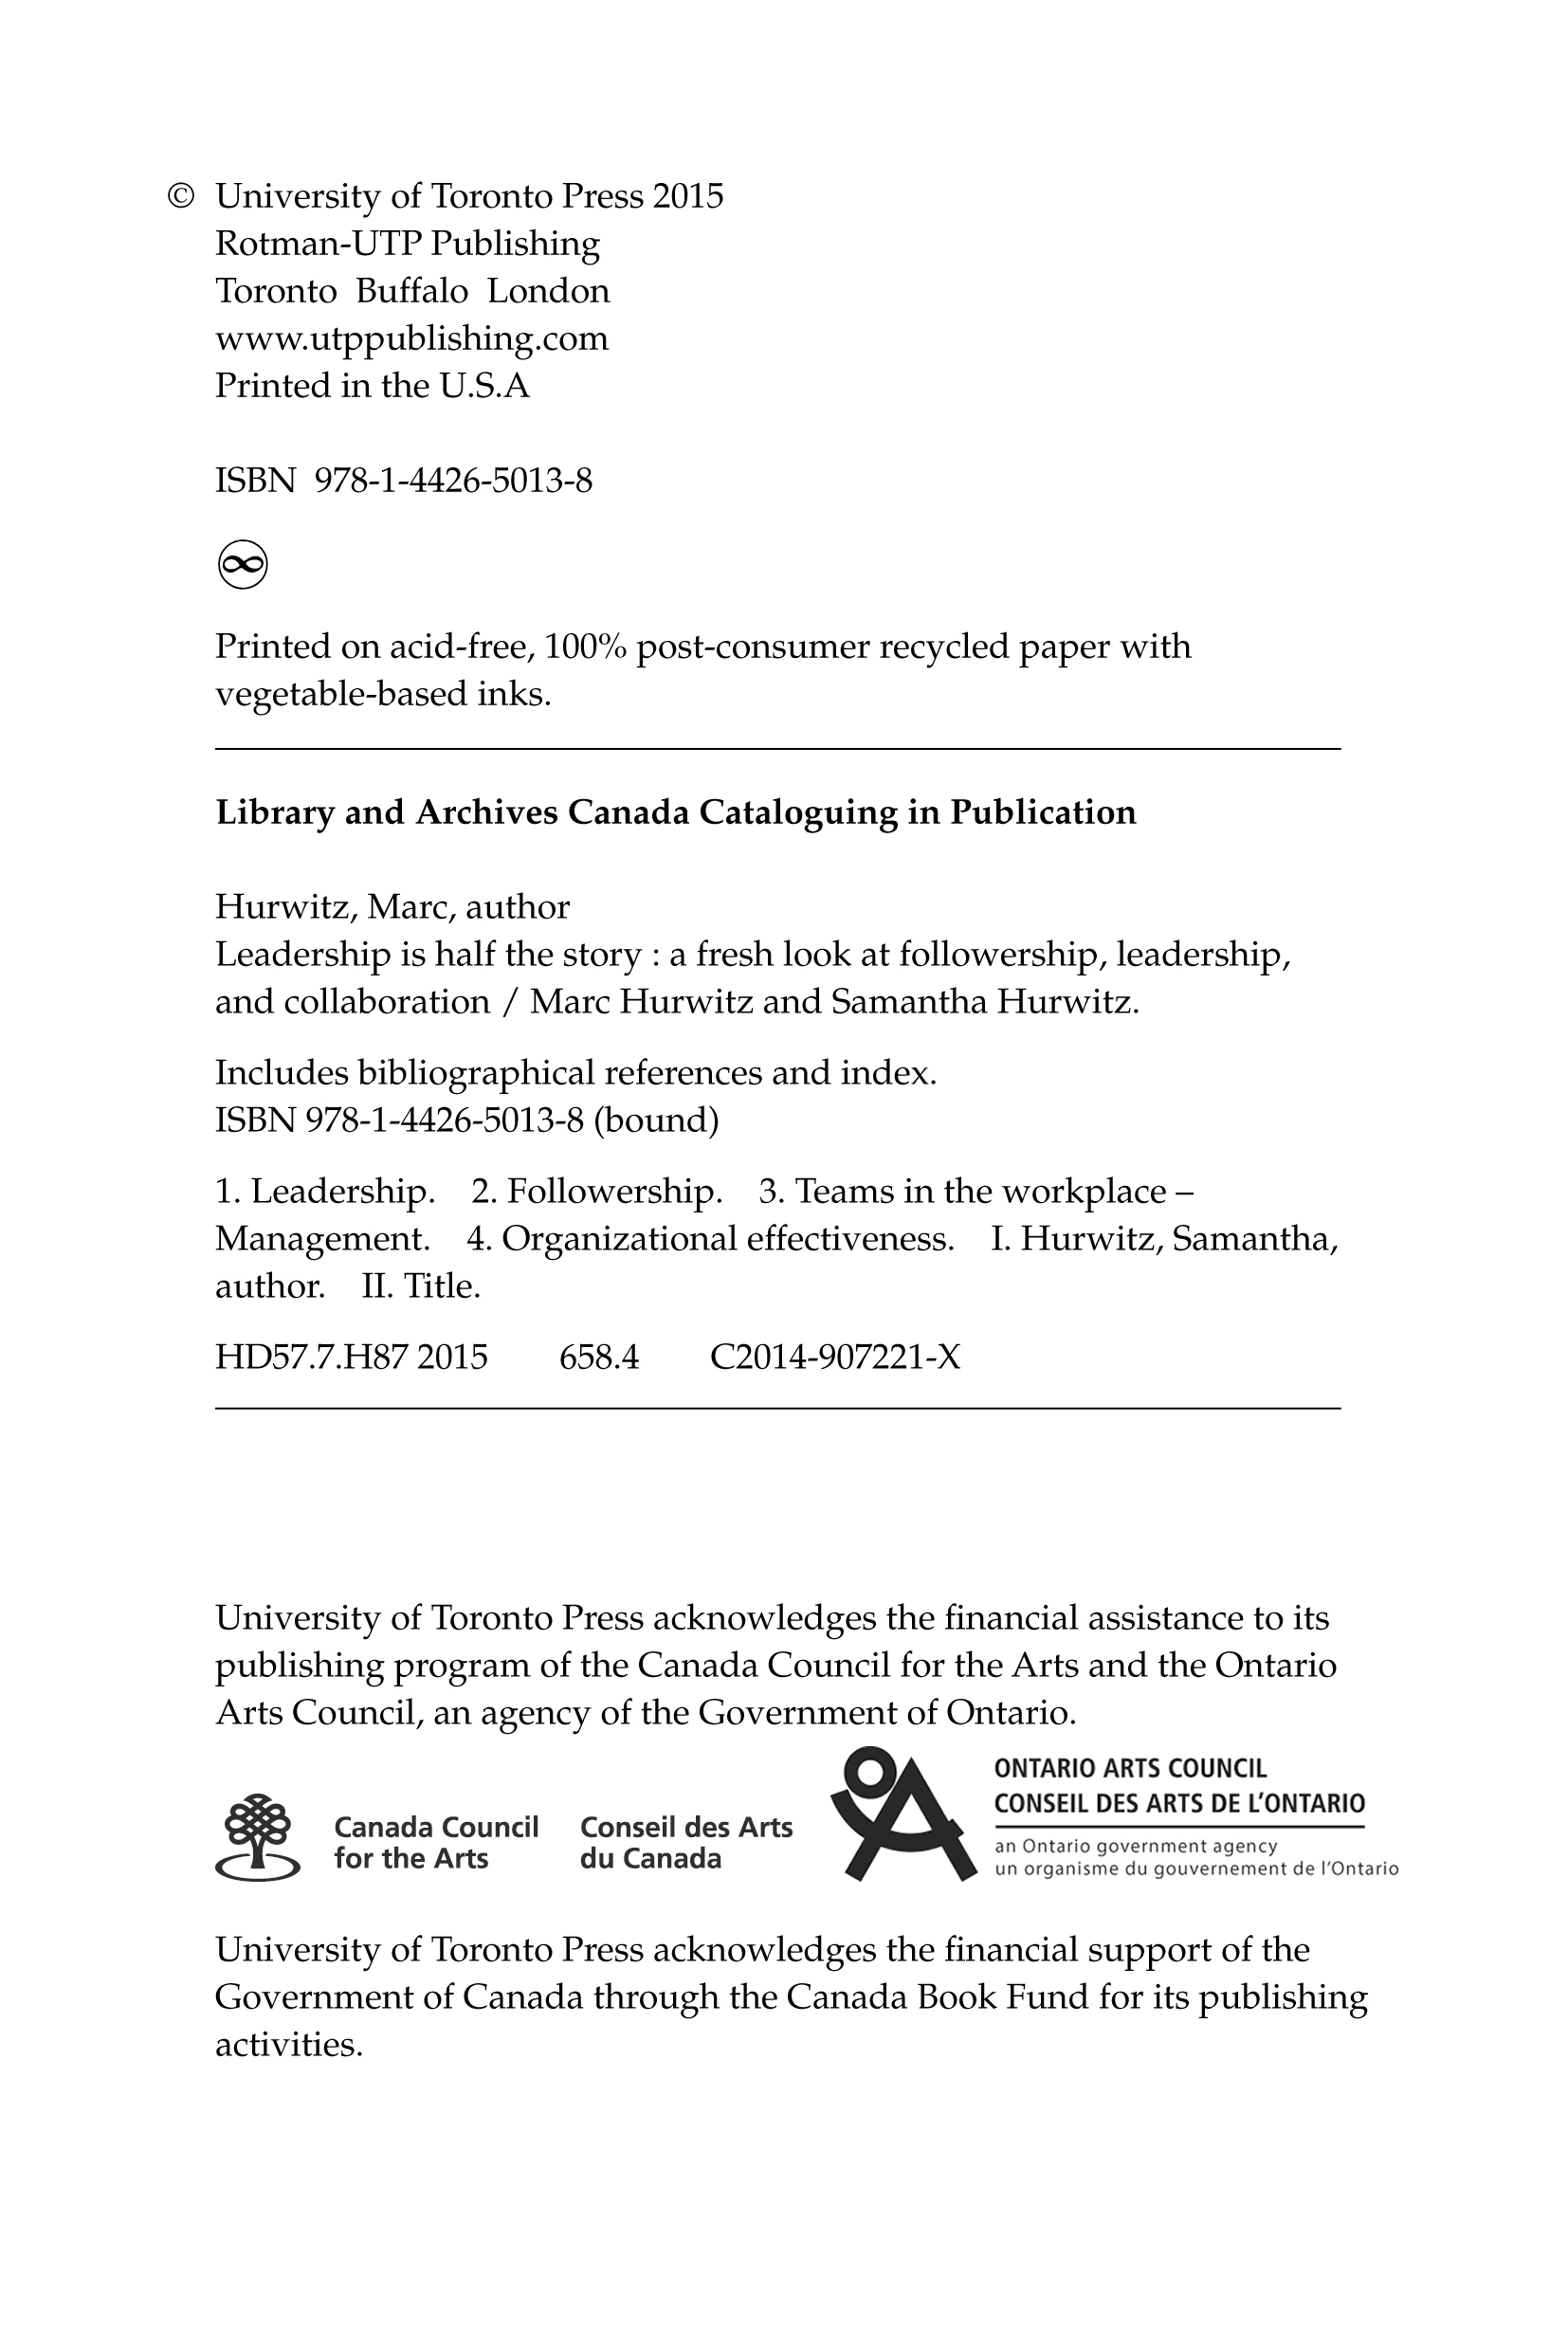 © University of Toronto Press 2015
Rotman-UTP Publishing
Toronto Buffalo London
www.utppublishing.com
Printed in the U.S.A
ISBN 978-1-4426-5013-8
Printed on acid-free, 100% post-consumer recycled paper with
vegetable-based inks.
Library and Archives Canada Cataloguing in Publication
Hurwitz, Marc, author
Leadership is half the story : a fresh look at followership, leadership,
and collaboration / Marc Hurwitz and Samantha Hurwitz.
Includes bibliographical references and index.
ISBN 978-1-4426-5013-8 (bound)
1. Leadership. 2. Followership. 3. Teams in the workplace –
Management. 4. Organizational effectiveness. I. Hurwitz, Samantha,
author. II. Title.
HD57.7.H87 2015 658.4 C2014-907221-X
University of Toronto Press acknowledges the financial assistance to its
publishing program of the Canada Council for the Arts and the Ontario
Arts Council, an agency of the Government of Ontario.
Canada Council
for the Arts
Conseil des Arts
du Canada
ONTARIO ARTS COUNCIL
CONSEIL DES ARTS DE L'ONTARIO
an Ontario government agency
un organisme du gouvernement de l'Ontario
University of Toronto Press acknowledges the financial support of the
Government of Canada through the Canada Book Fund for its publishing
activities.